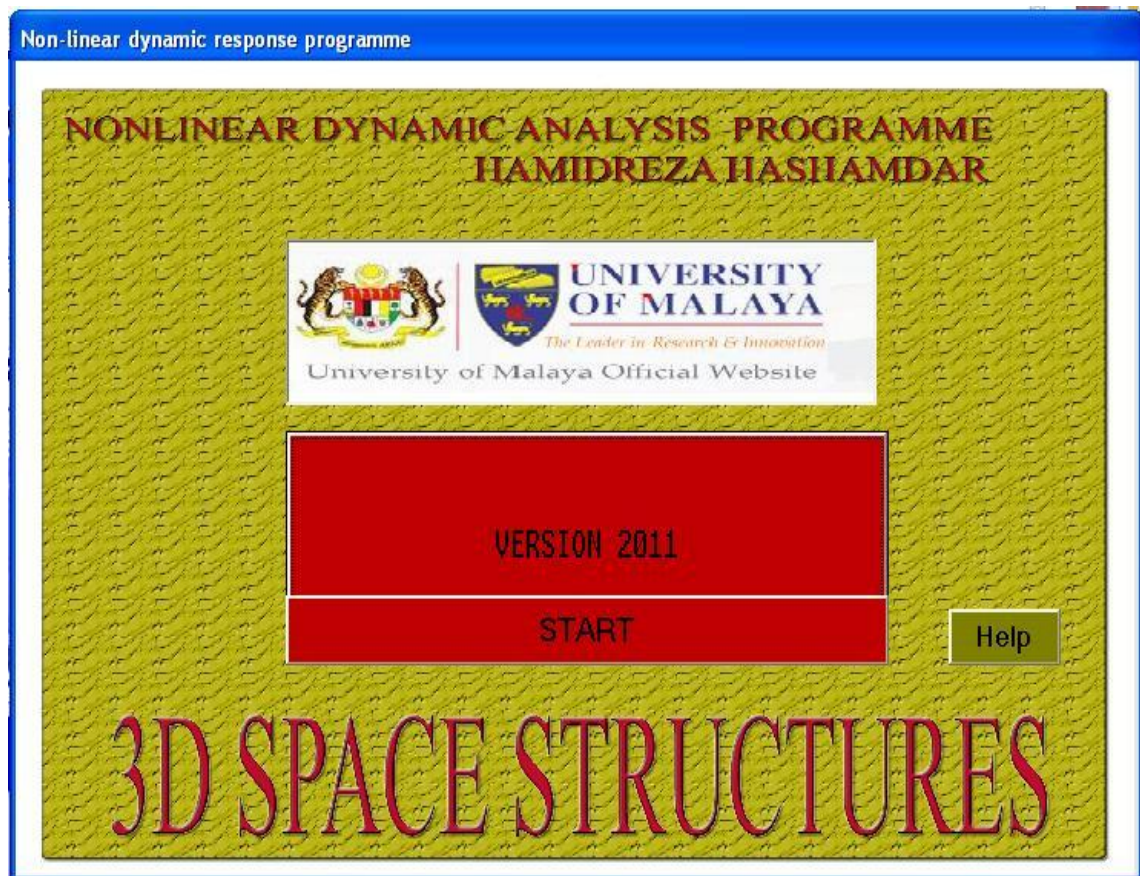 Non-linear dynamic response programme
NONLINEAR DYNAMIC ANALYSIS PROGRAMME
HAMIDREZA HASHAMDAR
UNIVERSITY
OF MALAYA
The Leader in Research & Innovation
University of Malaya Official Website
VERSION 2011
START
Help
3D SPACE STRUCTURES